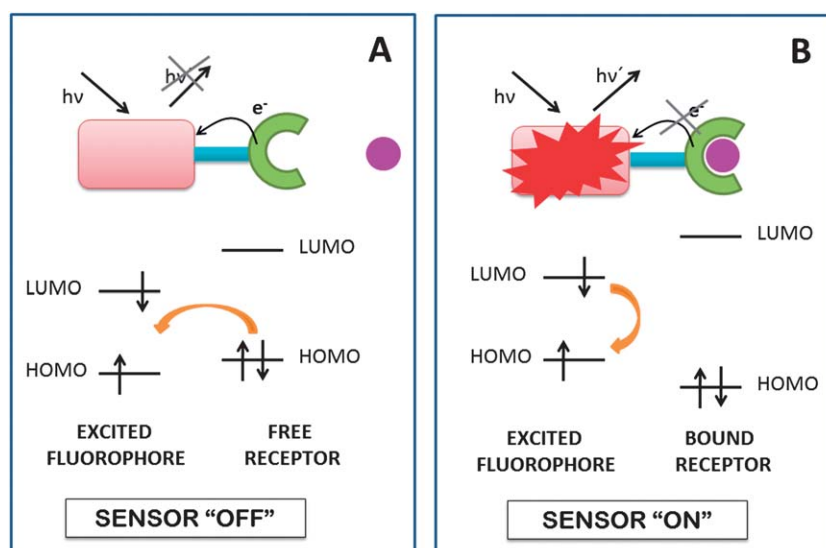 A
hν
hν´
e-
LUMO
LUMO
HOMO
HOMO
EXCITED
FLUOROPHORE
FREE
RECEPTOR
SENSOR “OFF”
B
hν
hν´
e-
LUMO
LUMO
HOMO
HOMO
EXCITED
FLUOROPHORE
BOUND
RECEPTOR
SENSOR “ON”